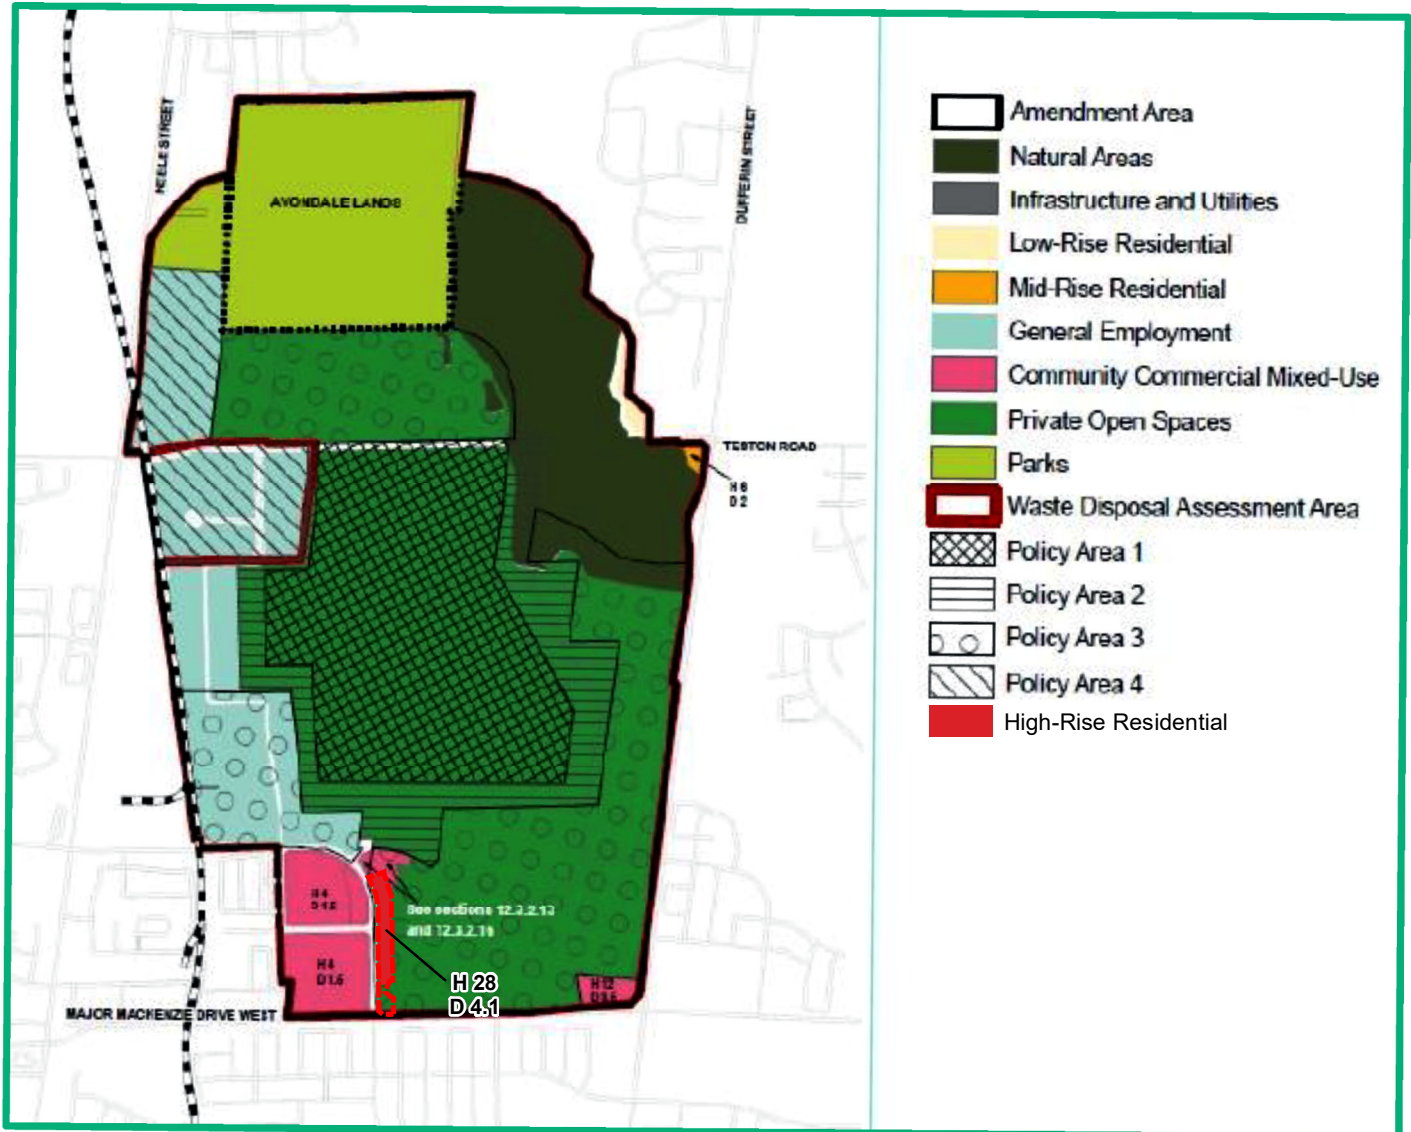 KEELE STREET
DUFFERIN STREET
AVONDALE LANDS
TESTON ROAD
H 6
D 2
See sections 12.3.2.13
and 12.3.2.15
H 4
H 4
D 1.5
H 28
D 4.1
H 12
MAJOR MACKENZIE DRIVE WEST
Amendment Area
Natural Areas
Infrastructure and Utilities
Low-Rise Residential
Mid-Rise Residential
General Employment
Community Commercial Mixed-Use
Private Open Spaces
Parks
Waste Disposal Assessment Area
Policy Area 1
Policy Area 2
Policy Area 3
Policy Area 4
High-Rise Residential